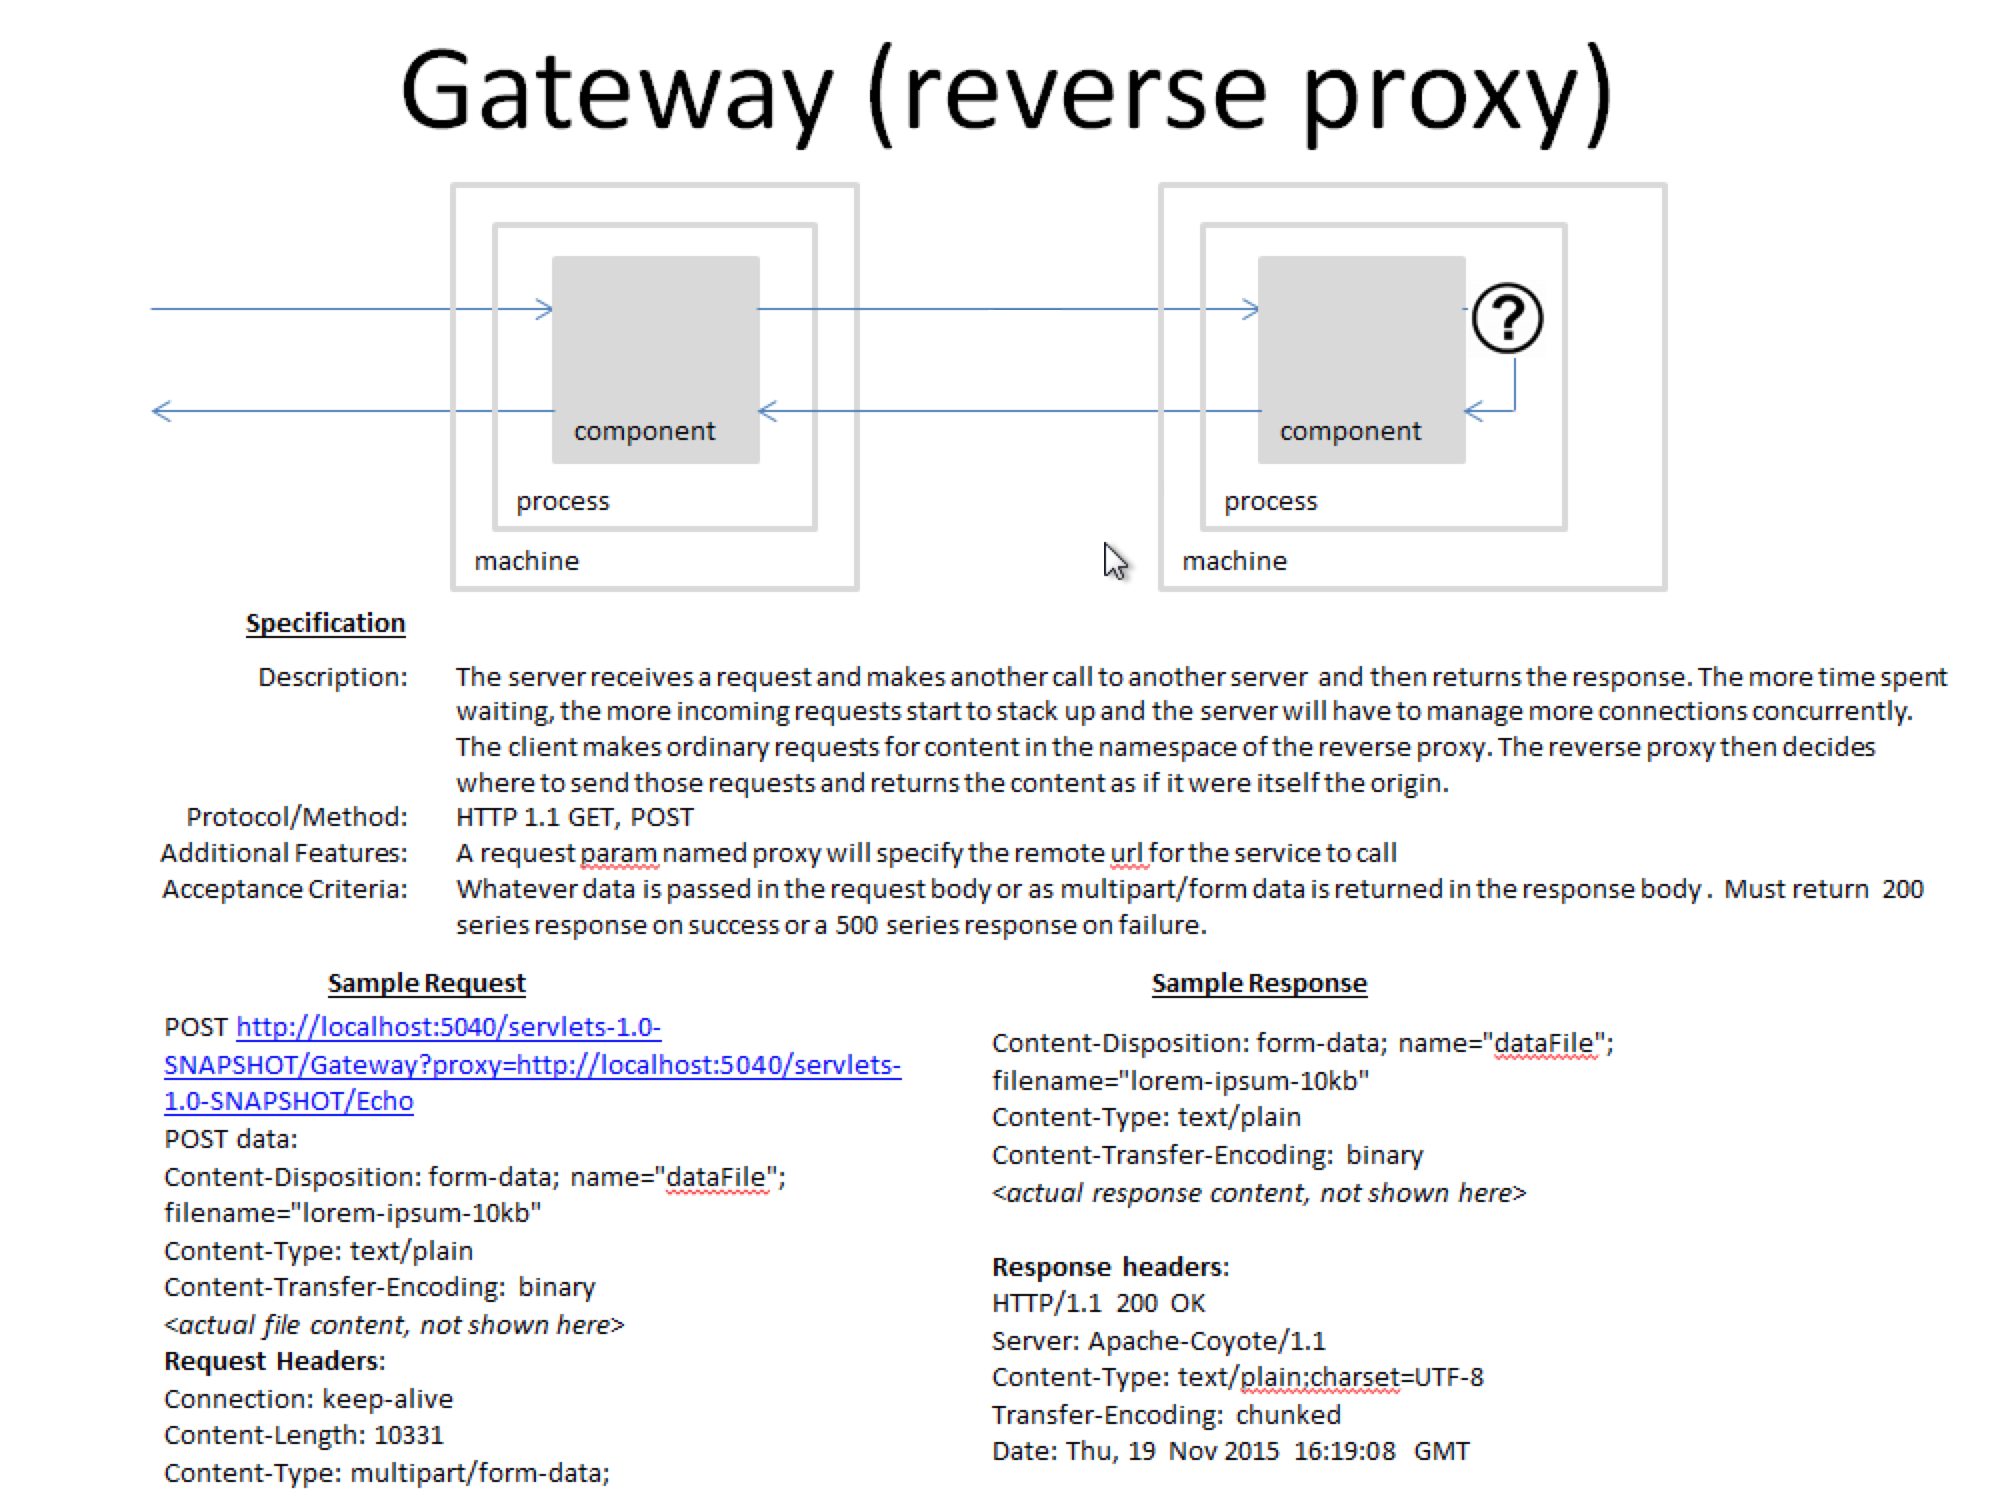 Gateway (reverse proxy)
?
component
component
process
process
machine
machine
Specification
Description:
The server receives a request and makes another call to another server and then returns the response. The more time spent
waiting, the more incoming requests start to stack up and the server will have to manage more connections concurrently.
The client makes ordinary requests for content in the namespace of the reverse proxy. The reverse proxy then decides
where to send those requests and returns the content as if it were itself the origin.
Protocol/Method:
HTTP 1.1 GET, POST
Additional Features:
A request param named proxy will specify the remote url for the service to call
Acceptance Criteria:
Whatever data is passed in the request body or as multipart/form data is returned in the response body . Must return 200
series response on success or a 500 series response on failure.
Sample Request
POST http://localhost:5040/servlets-1.0-
SNAPSHOT/Gateway?proxy=http://localhost:5040/servlets-
1.0-SNAPSHOT/Echo
POST data:
Content-Disposition: form-data; name="dataFile";
filename="lorem-ipsum-10kb"
Content-Type: text/plain
Content-Transfer-Encoding: binary
<actual file content, not shown here>
Request Headers:
Connection: keep-alive
Content-Length: 10331
Content-Type: multipart/form-data;
Sample Response
Content-Disposition: form-data; name="dataFile";
filename="lorem-ipsum-10kb"
Content-Type: text/plain
Content-Transfer-Encoding: binary
<actual response content, not shown here>
Response headers:
HTTP/1.1 200 OK
Server: Apache-Coyote/1.1
Content-Type: text/plain;charset=UTF-8
Transfer-Encoding: chunked
Date: Thu, 19 Nov 2015 16:19:08 GMT